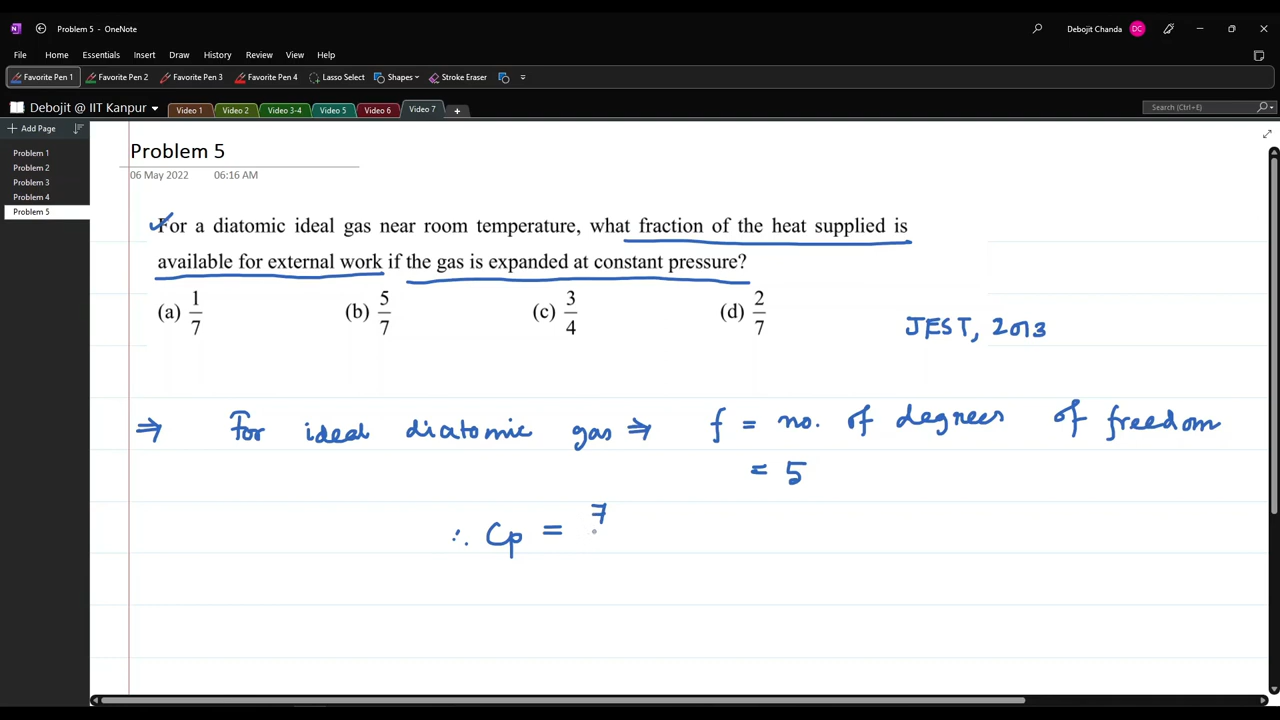 Problem 5 - OneNote
Debojit Chanda DC
File Home Essentials Insert Draw History Review View Help
Favorite Pen 1 Favorite Pen 2 Favorite Pen 3 Favorite Pen 4 Lasso Select Shapes Stroke Eraser
Debojit @ IIT Kanpur Video 1 Video 2 Video 3-4 Video 5 Video 6 Video 7 + Search (Ctrl+E)
+ Add Page
Problem 1
Problem 2
Problem 3
Problem 4
Problem 5
Problem 5
06 May 2022 06:16 AM
For a diatomic ideal gas near room temperature, what fraction of the heat supplied is
available for external work if the gas is expanded at constant pressure?
(a) 1/7 (b) 5/7 (c) 3/4 (d) 2/7
JEST, 2013
⇒ For ideal diatomic gas ⇒ f = no. of degrees of freedom
= 5
∴ Cp = 7